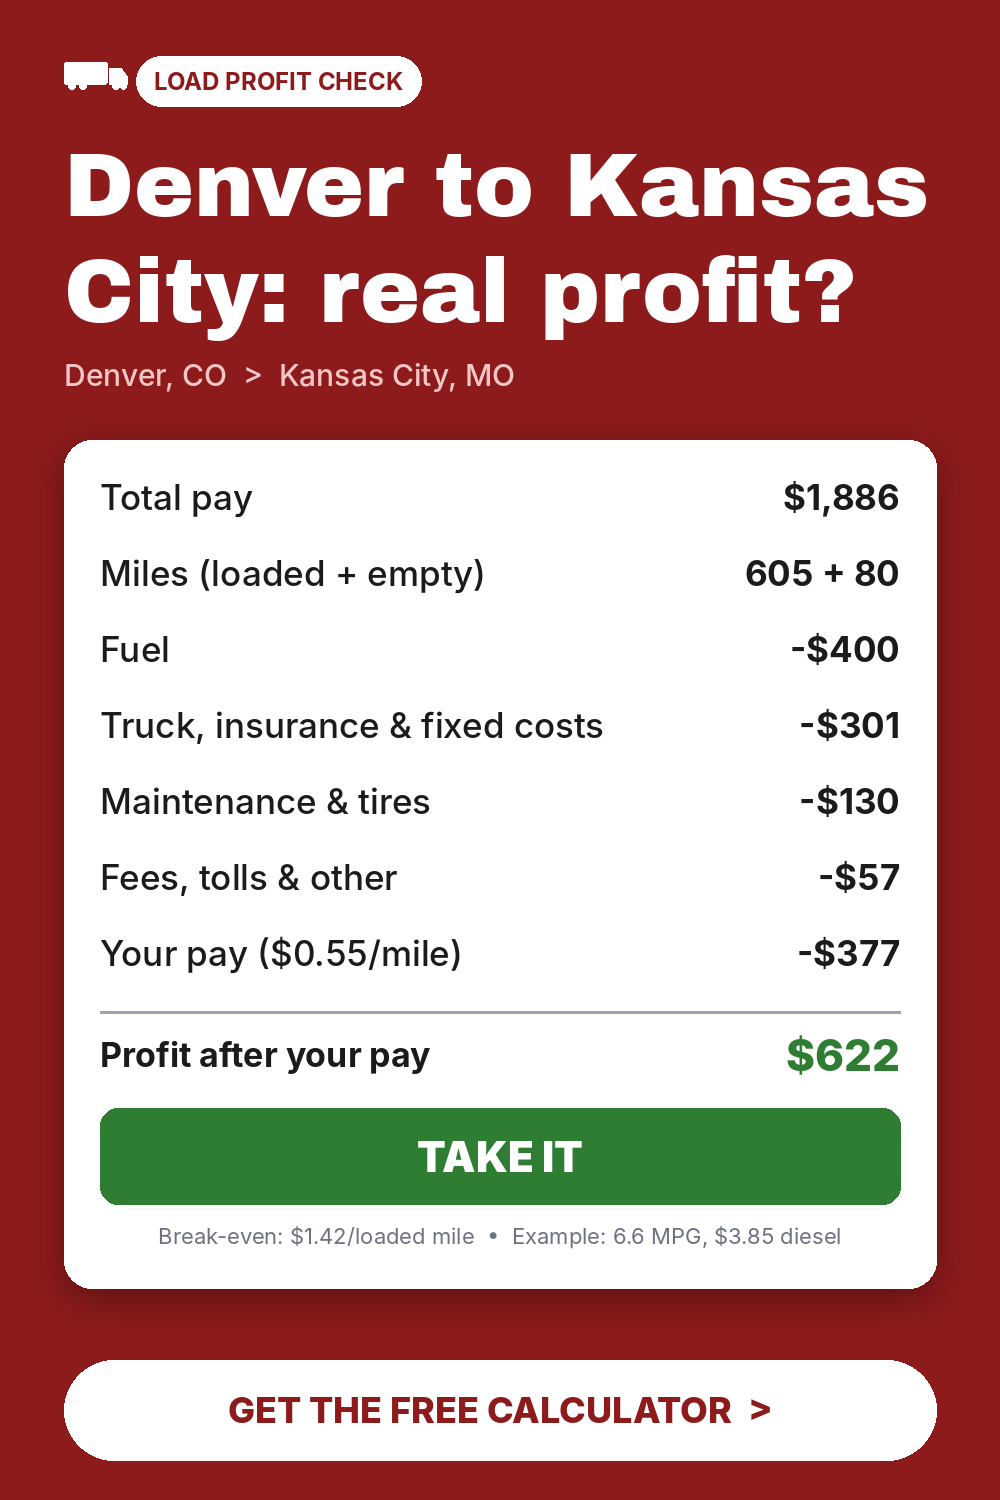 LOAD PROFIT CHECK
Denver to Kansas
City: real profit?
Denver, CO > Kansas City, MO
Total pay $1,886
Miles (loaded + empty) 605 + 80
Fuel -$400
Truck, insurance & fixed costs -$301
Maintenance & tires -$130
Fees, tolls & other -$57
Your pay ($0.55/mile) -$377
Profit after your pay $622
TAKE IT
Break-even: $1.42/loaded mile • Example: 6.6 MPG, $3.85 diesel
GET THE FREE CALCULATOR >